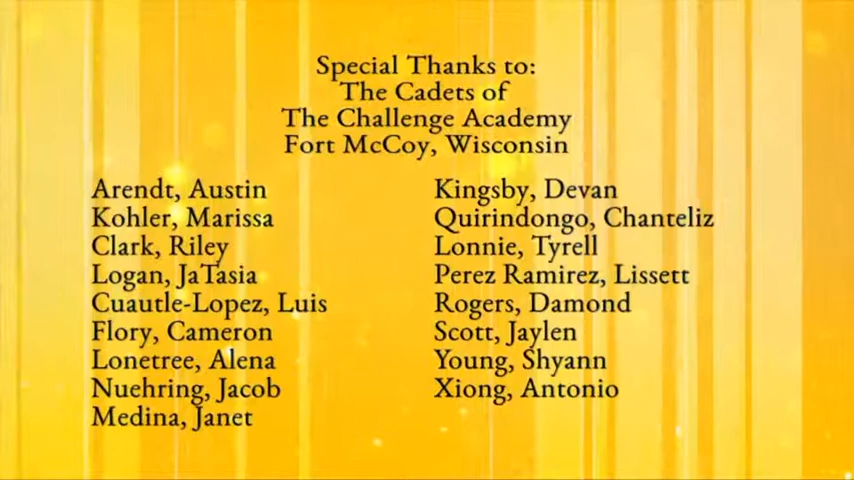 Special Thanks to:
The Cadets of
The Challenge Academy
Fort McCoy, Wisconsin
Arendt, Austin
Kohler, Marissa
Clark, Riley
Logan, JaTasia
Cuautle-Lopez, Luis
Flory, Cameron
Lonetree, Alena
Nuehring, Jacob
Medina, Janet
Kingsby, Devan
Quirindongo, Chanteliz
Lonnie, Tyrell
Perez Ramirez, Lissett
Rogers, Damond
Scott, Jaylen
Young, Shyann
Xiong, Antonio